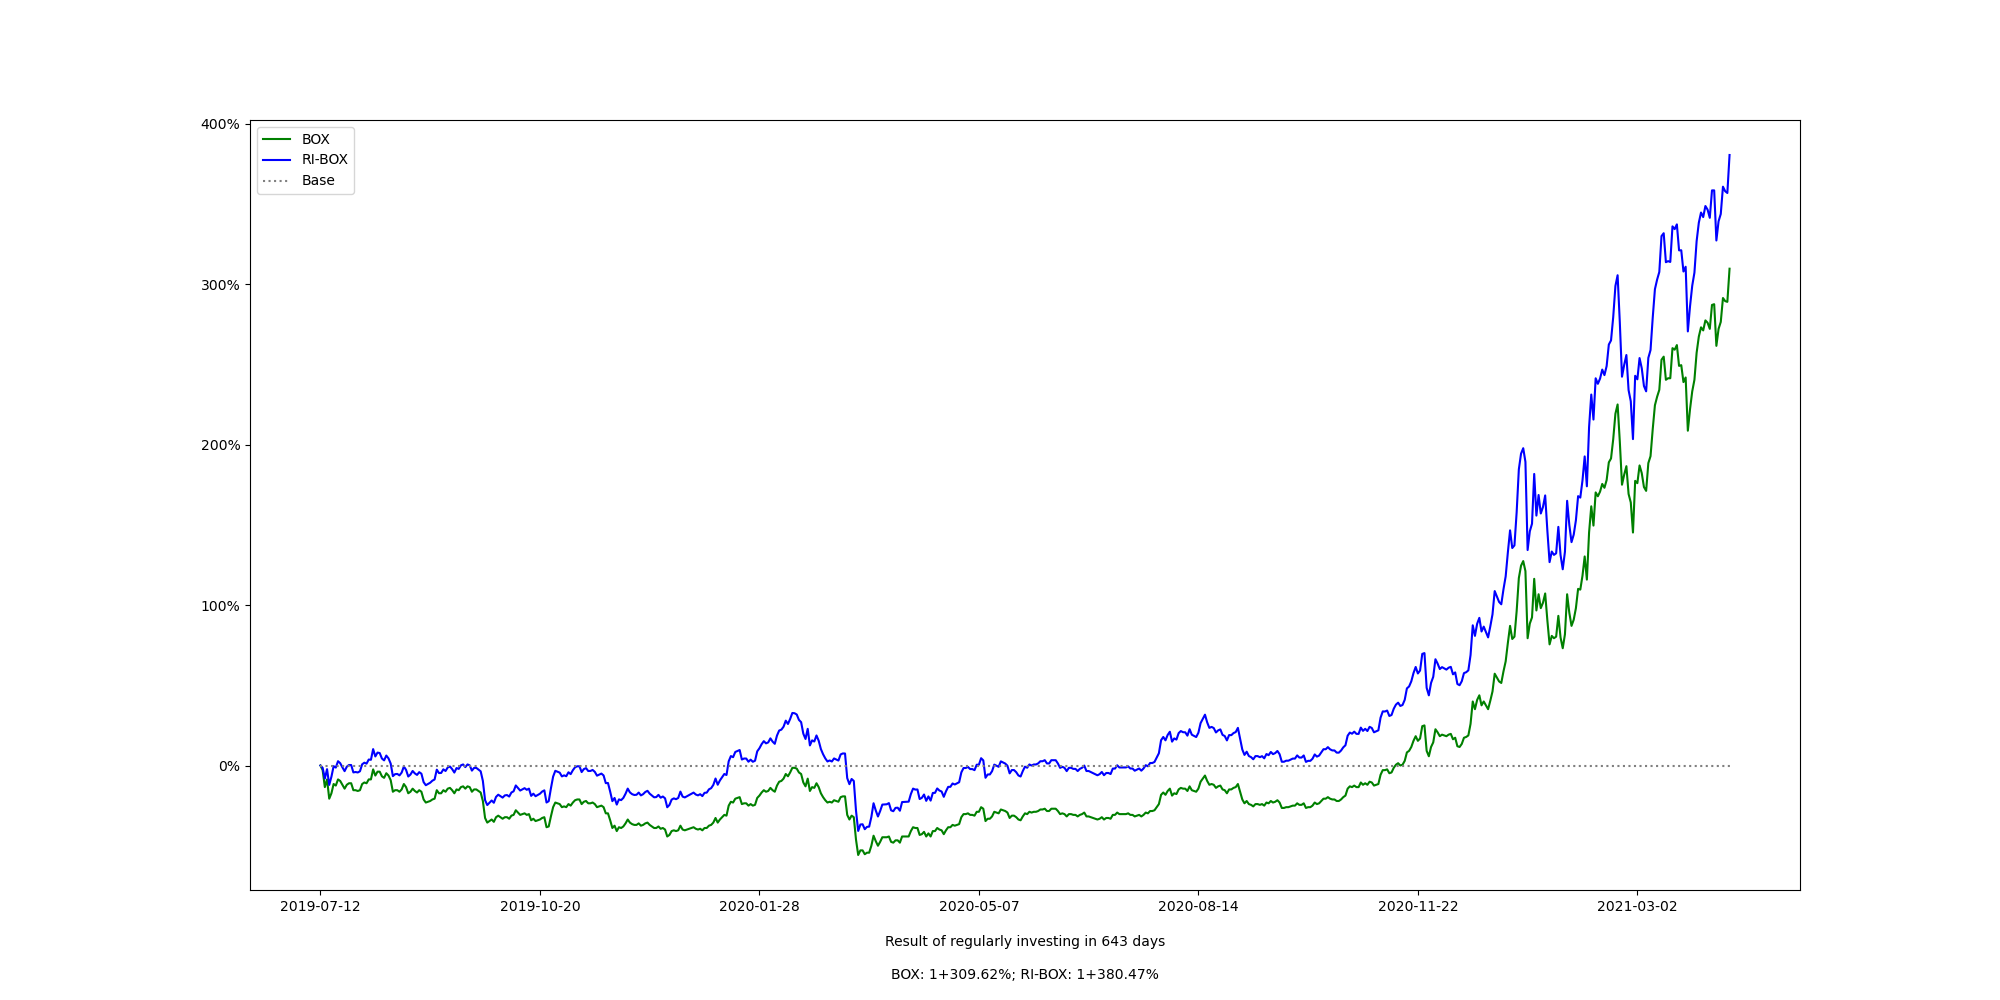 400%
300%
200%
100%
0%
BOX
RI-BOX
Base
2019-07-12 2019-10-20 2020-01-28 2020-05-07 2020-08-14 2020-11-22 2021-03-02
Result of regularly investing in 643 days
BOX: 1+309.62%; RI-BOX: 1+380.47%